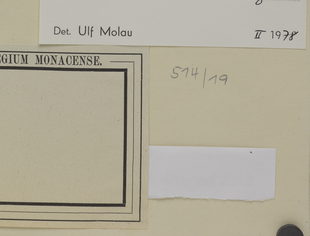 Det. Ulf Molau II 1978
GIUM MONACENSE.
514/19